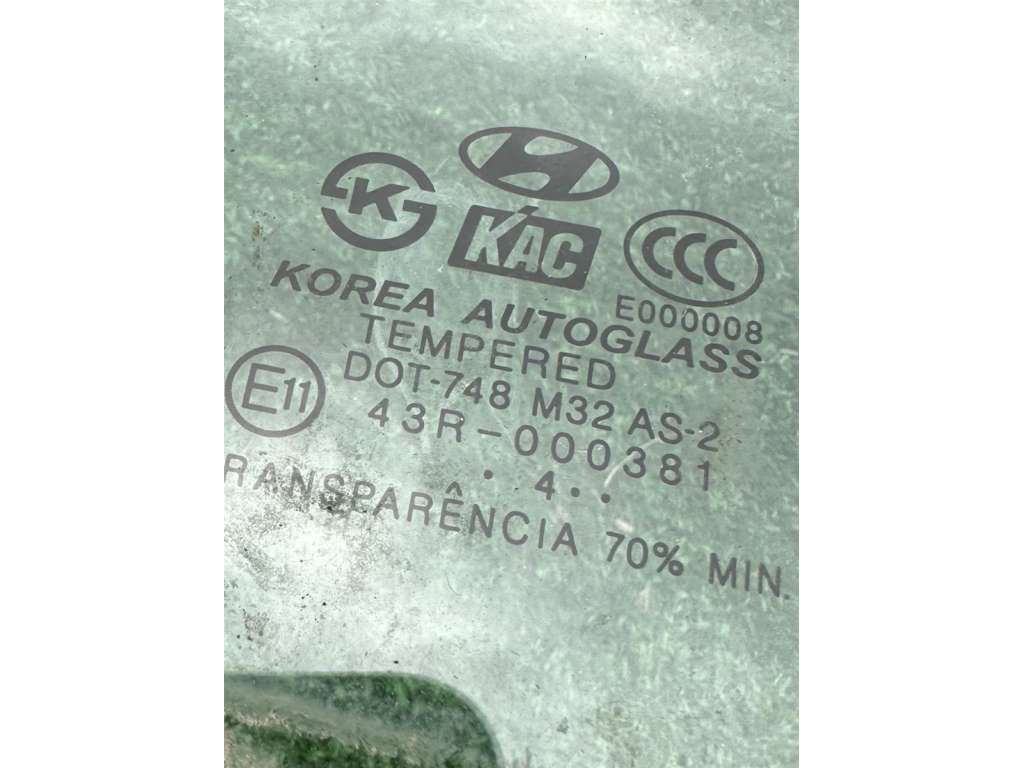 K
KAC
CCC
E000008
KOREA AUTOGLASS
TEMPERED
E11
DOT-748 M32 AS-2
43R-000381
. 4 . .
RANSPARÊNCIA 70% MIN.